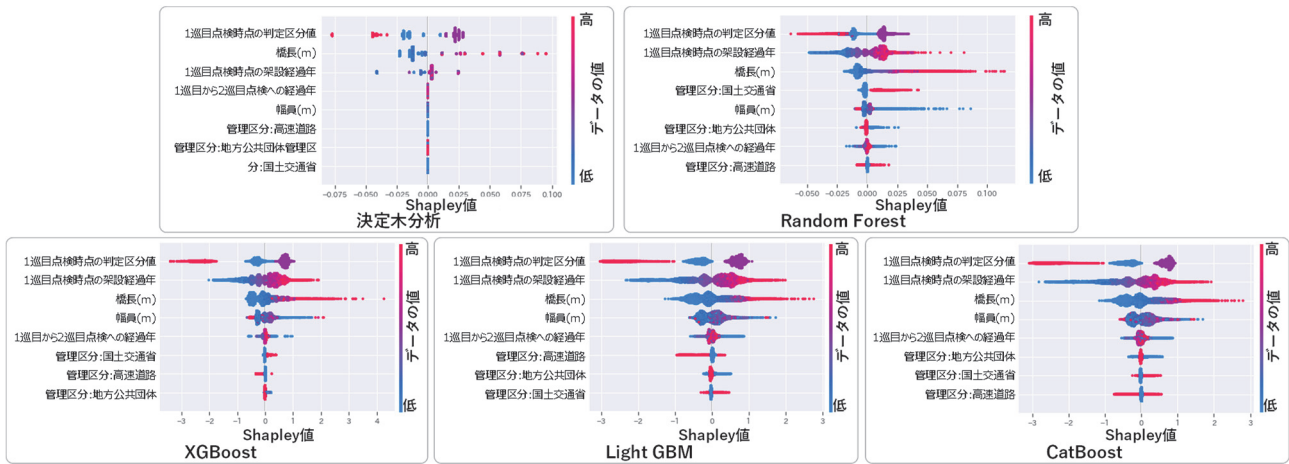 1巡目点検時点の判定区分値
橋長(m)
1巡目点検時点の架設経過年
1巡目から2巡目点検への経過年
幅員(m)
管理区分:高速道路
管理区分:地方公共団体管理区
分:国土交通省
-0.075 -0.050 -0.025 0.000 0.025 0.050 0.075 0.100
Shapley値
高
データの値
低
決定木分析
1巡目点検時点の判定区分値
1巡目点検時点の架設経過年
橋長(m)
管理区分:国土交通省
幅員(m)
管理区分:地方公共団体
1巡目から2巡目点検への経過年
管理区分:高速道路
-0.050 -0.025 0.000 0.025 0.050 0.075 0.100
Shapley値
高
データの値
低
Random Forest
1巡目点検時点の判定区分値
1巡目点検時点の架設経過年
橋長(m)
幅員(m)
1巡目から2巡目点検への経過年
管理区分:国土交通省
管理区分:高速道路
管理区分:地方公共団体
-3 -2 -1 0 1 2 3 4
Shapley値
高
データの値
低
XGBoost
1巡目点検時点の判定区分値
1巡目点検時点の架設経過年
橋長(m)
幅員(m)
1巡目から2巡目点検への経過年
管理区分:高速道路
管理区分:地方公共団体
管理区分:国土交通省
-3 -2 -1 0 1 2 3
Shapley値
高
データの値
低
Light GBM
1巡目点検時点の判定区分値
1巡目点検時点の架設経過年
橋長(m)
幅員(m)
1巡目から2巡目点検への経過年
管理区分:地方公共団体
管理区分:国土交通省
管理区分:高速道路
-3 -2 -1 0 1 2 3
Shapley値
高
データの値
低
CatBoost